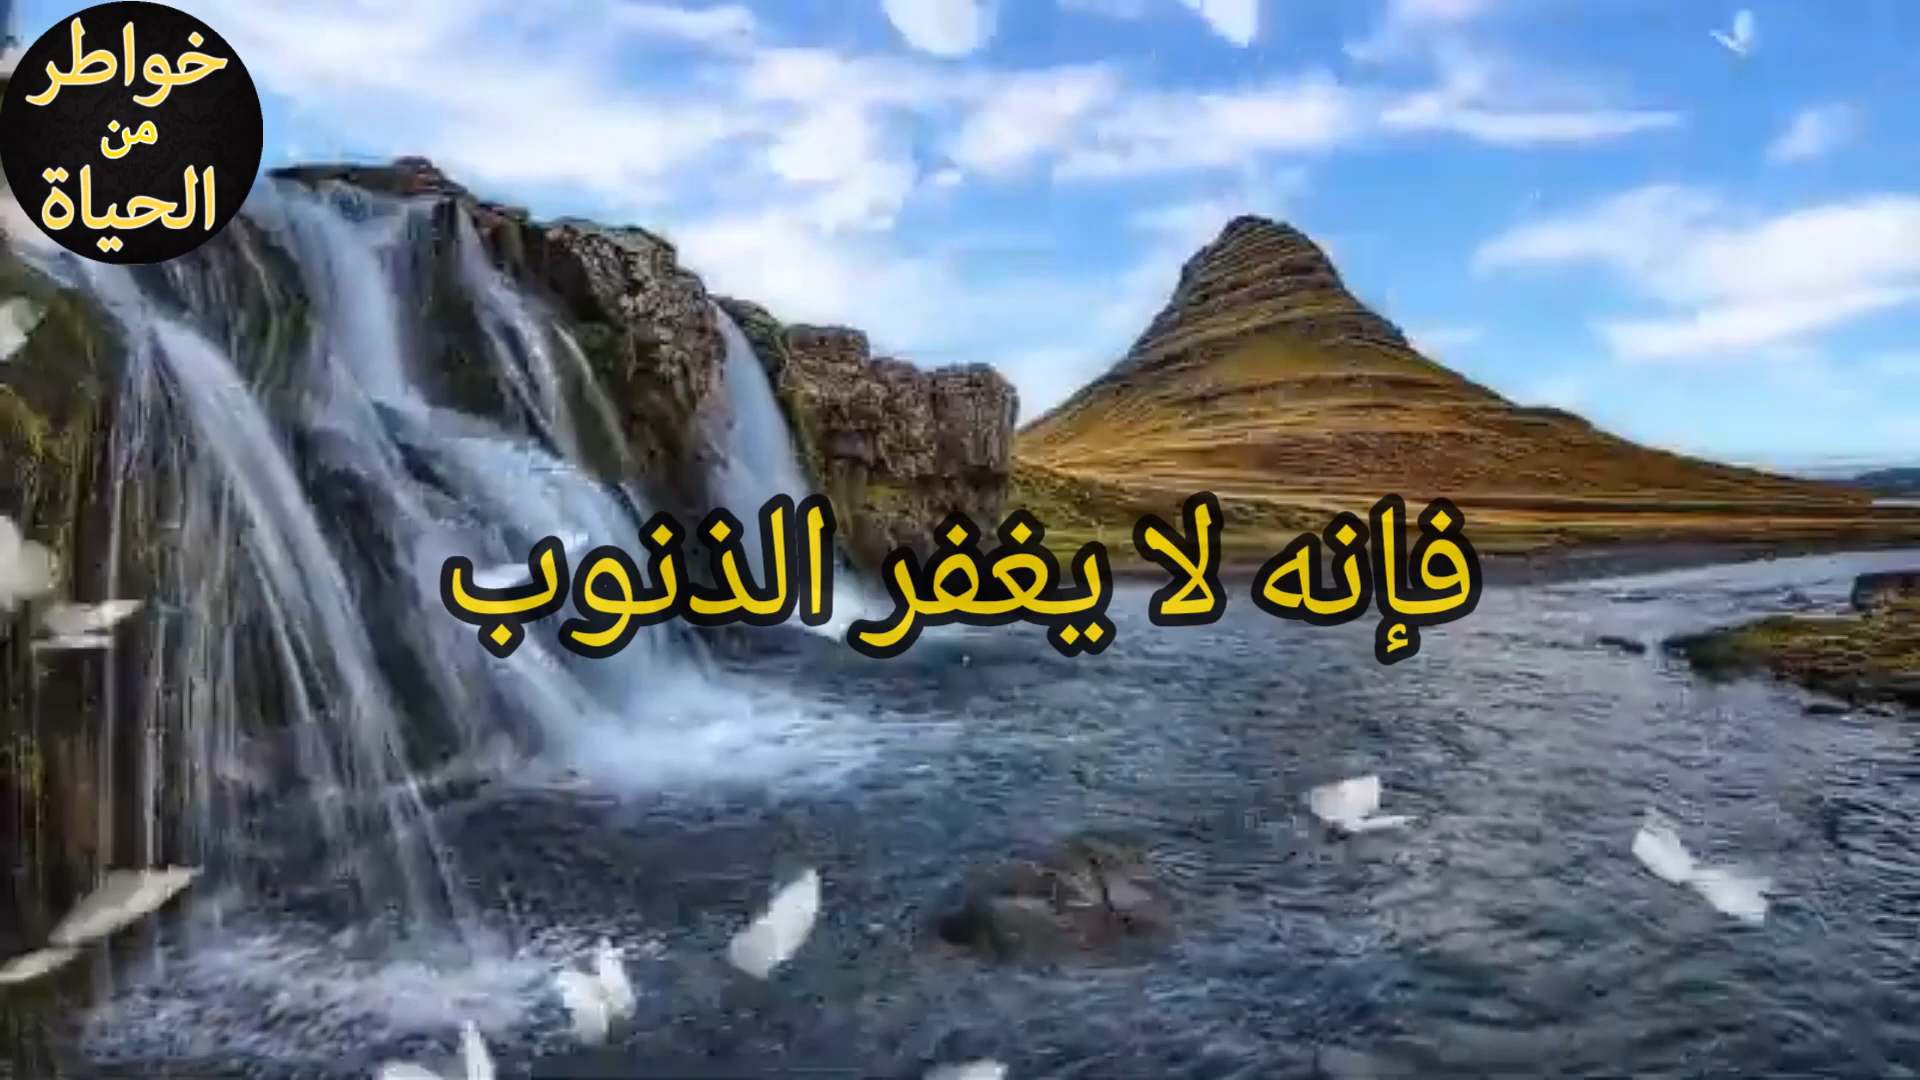 خواطر
من
الحياة
فإنه لا يغفر الذنوب